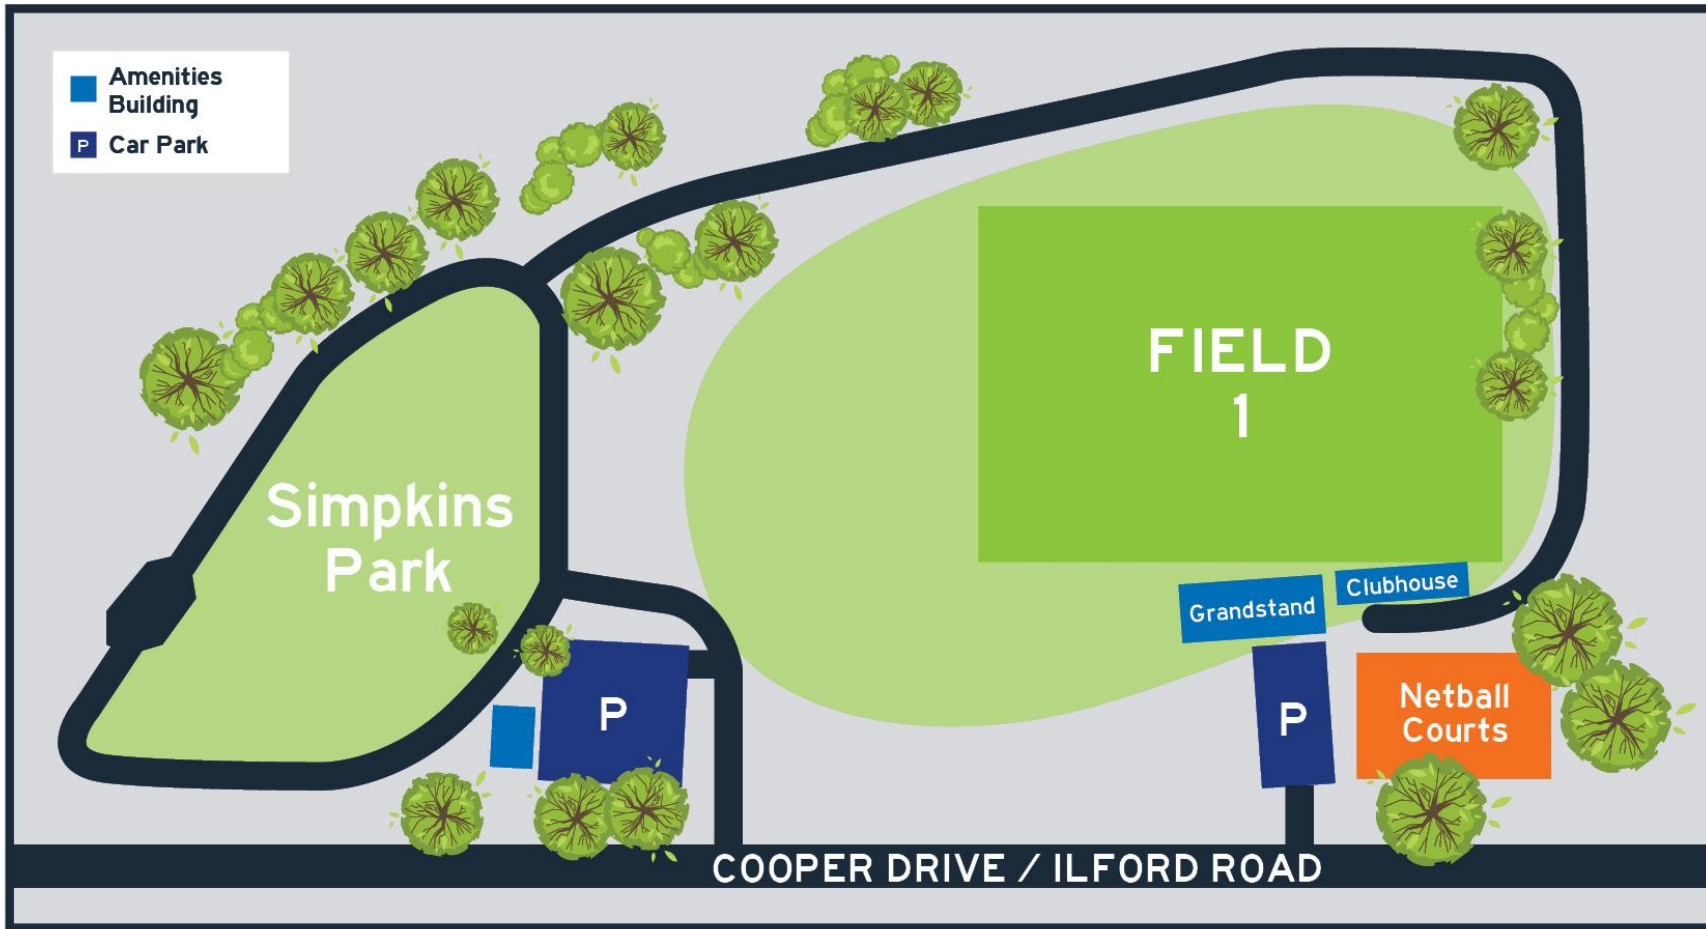 Amenities
Building
P Car Park
FIELD
1
Simpkins
Park
Grandstand
Clubhouse
P
P
Netball
Courts
COOPER DRIVE / ILFORD ROAD